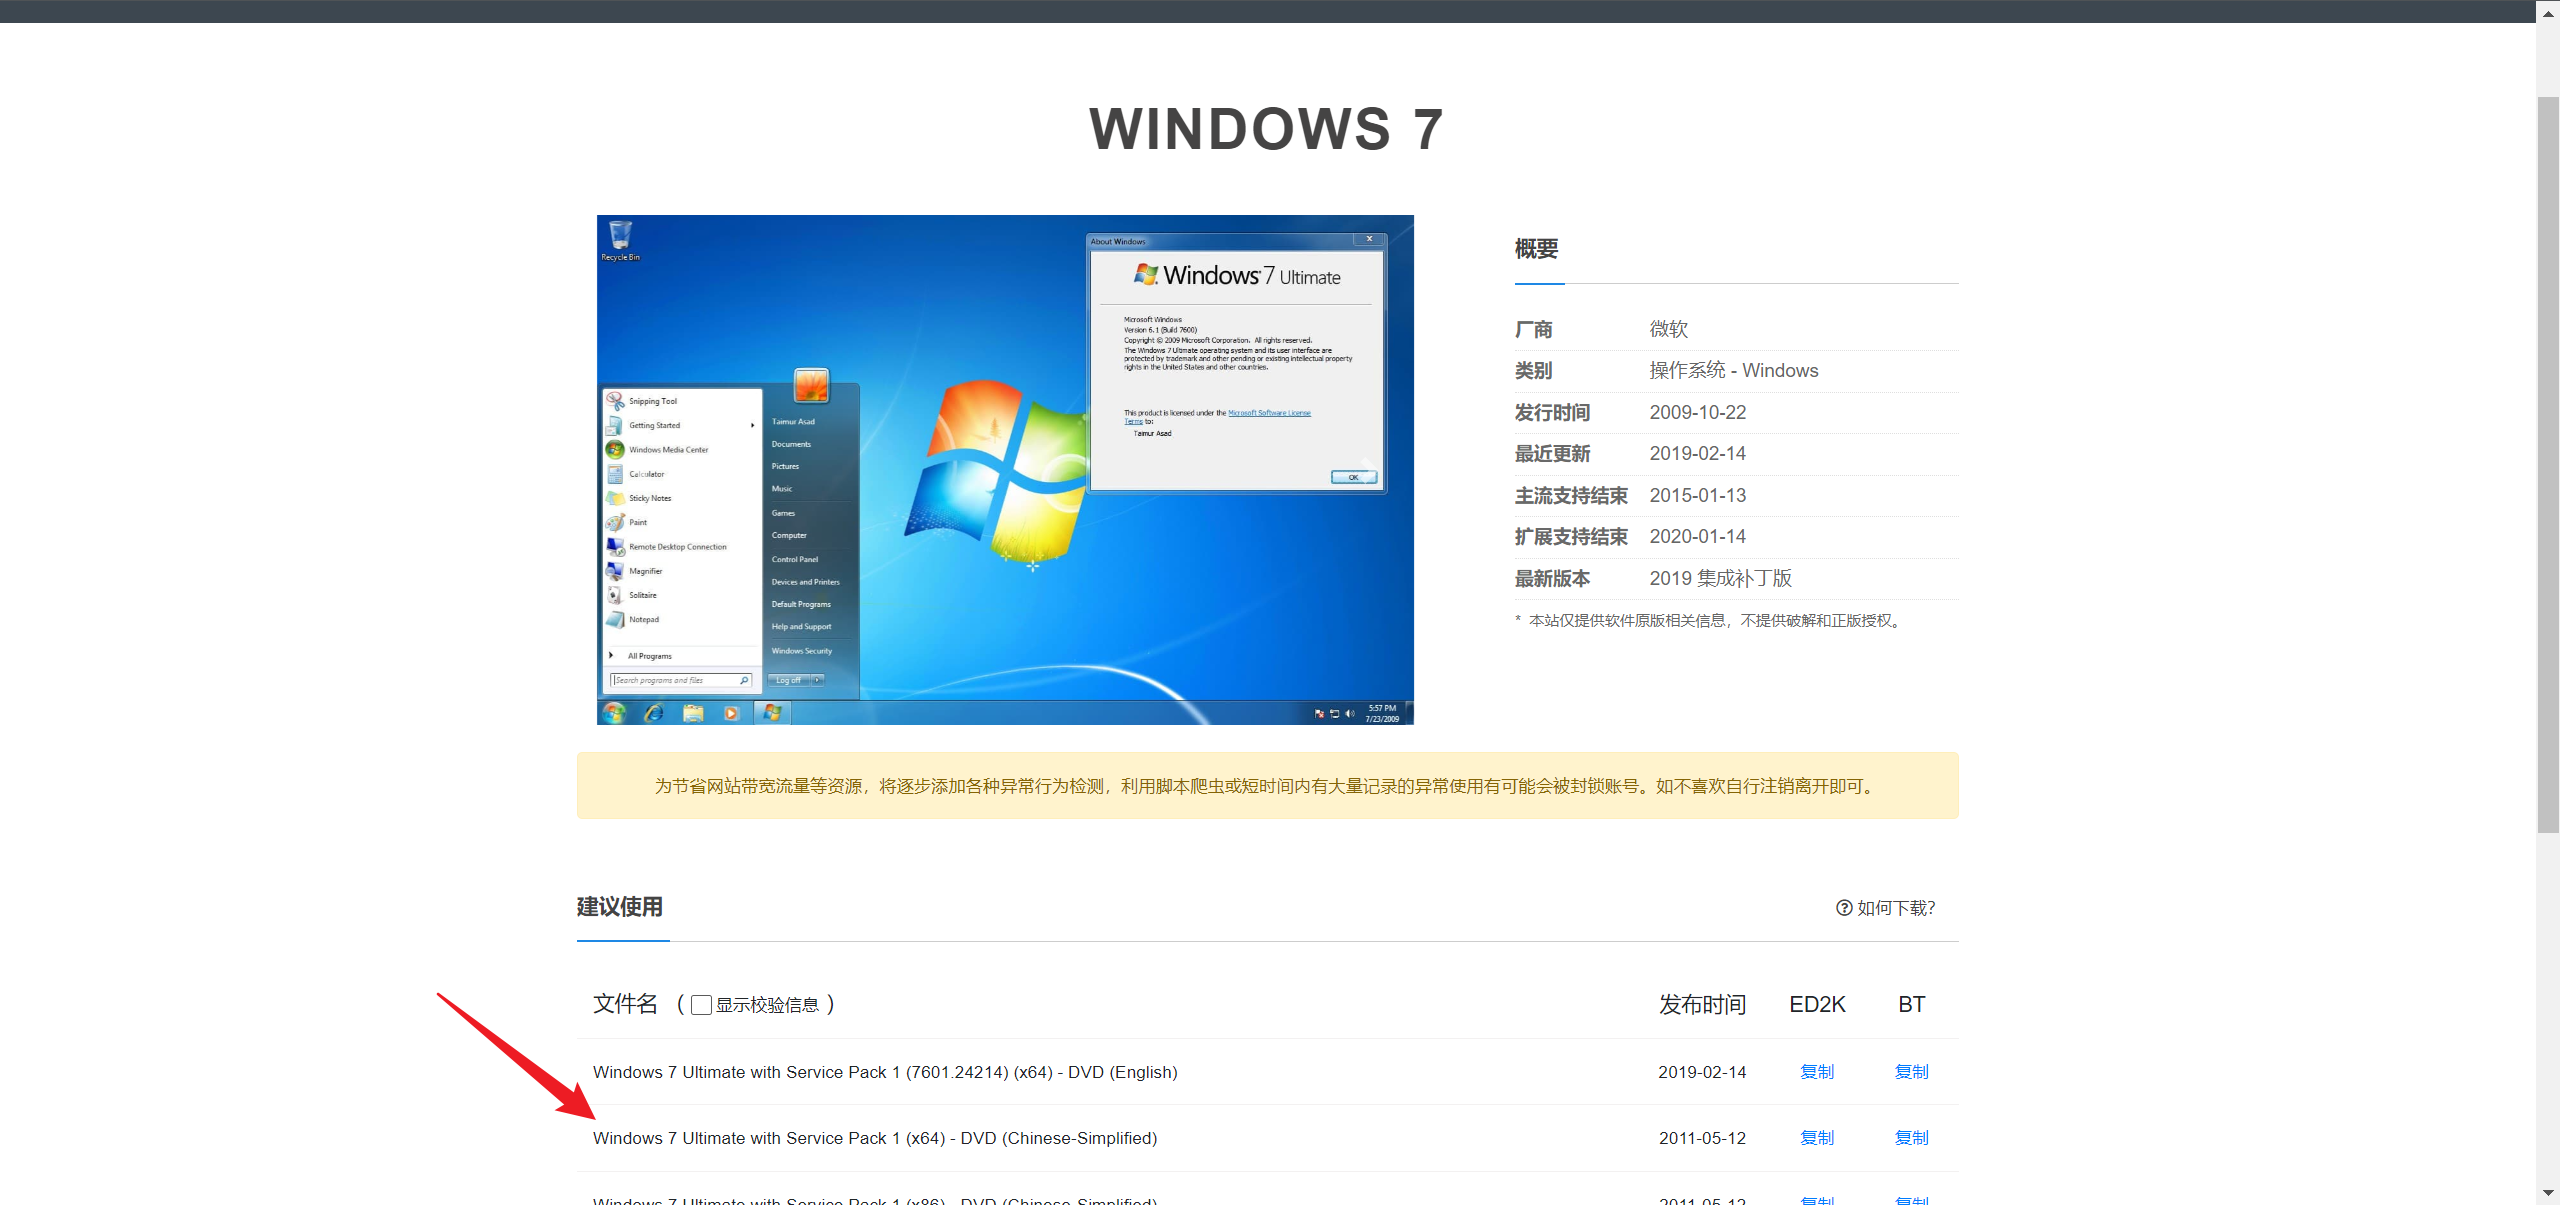 WINDOWS 7
Recycle Bin
About Windows
Windows 7 Ultimate
Microsoft Windows
Version 6.1 (Build 7600)
Copyright © 2009 Microsoft Corporation. All rights reserved.
The Windows 7 Ultimate operating system and its user interface are
protected by trademark and other pending or existing intellectual property
rights in the United States and other countries.
This product is licensed under the Microsoft Software License
Terms to:
Taimur Asad
OK
Snipping Tool
Getting Started
Windows Media Center
Calculator
Sticky Notes
Paint
Remote Desktop Connection
Magnifier
Solitaire
Notepad
All Programs
Search programs and files
Taimur Asad
Documents
Pictures
Music
Games
Computer
Control Panel
Devices and Printers
Default Programs
Help and Support
Windows Security
Log off
5:57 PM
7/23/2009
概要
厂商 微软
类别 操作系统 - Windows
发行时间 2009-10-22
最近更新 2019-02-14
主流支持结束 2015-01-13
扩展支持结束 2020-01-14
最新版本 2019 集成补丁版
* 本站仅提供软件原版相关信息，不提供破解和正版授权。
为节省网站带宽流量等资源，将逐步添加各种异常行为检测，利用脚本爬虫或短时间内有大量记录的异常使用有可能会被封锁账号。如不喜欢自行注销离开即可。
建议使用 如何下载?
文件名 （ 显示校验信息 ） 发布时间 ED2K BT
Windows 7 Ultimate with Service Pack 1 (7601.24214) (x64) - DVD (English) 2019-02-14 复制 复制
Windows 7 Ultimate with Service Pack 1 (x64) - DVD (Chinese-Simplified) 2011-05-12 复制 复制
Windows 7 Ultimate with Service Pack 1 (x86) - DVD (Chinese-Simplified) 2011-05-12 复制 复制